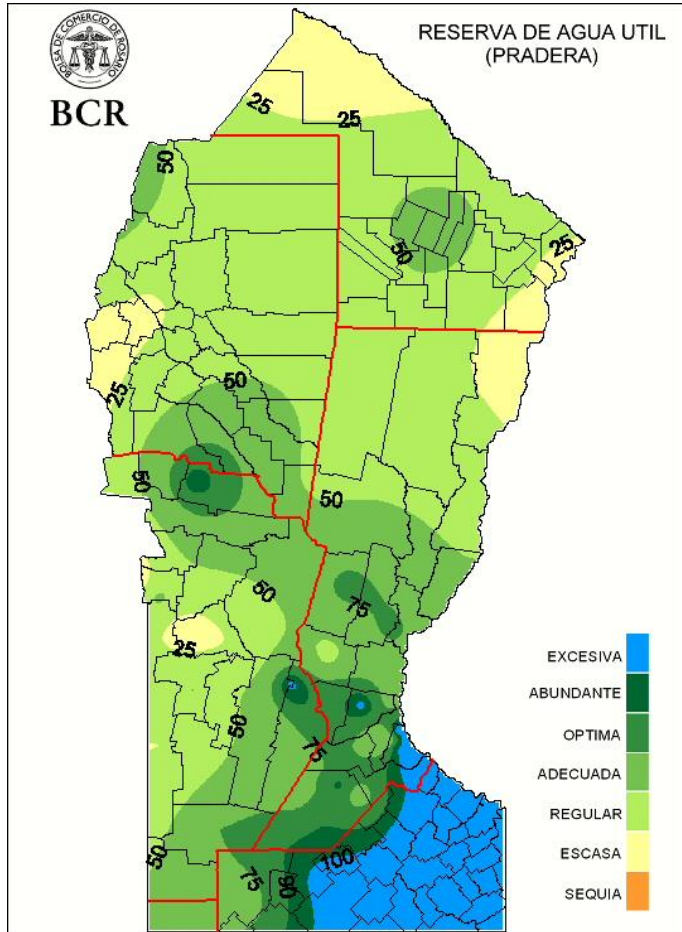 RESERVA DE AGUA UTIL
(PRADERA)
BOLSA DE COMERCIO DE ROSARIO
BCR
25
25
25
50
50
25
50
25
50
50
50
75
50
25
50
75
50
75
90
100
EXCESIVA
ABUNDANTE
OPTIMA
ADECUADA
REGULAR
ESCASA
SEQUIA